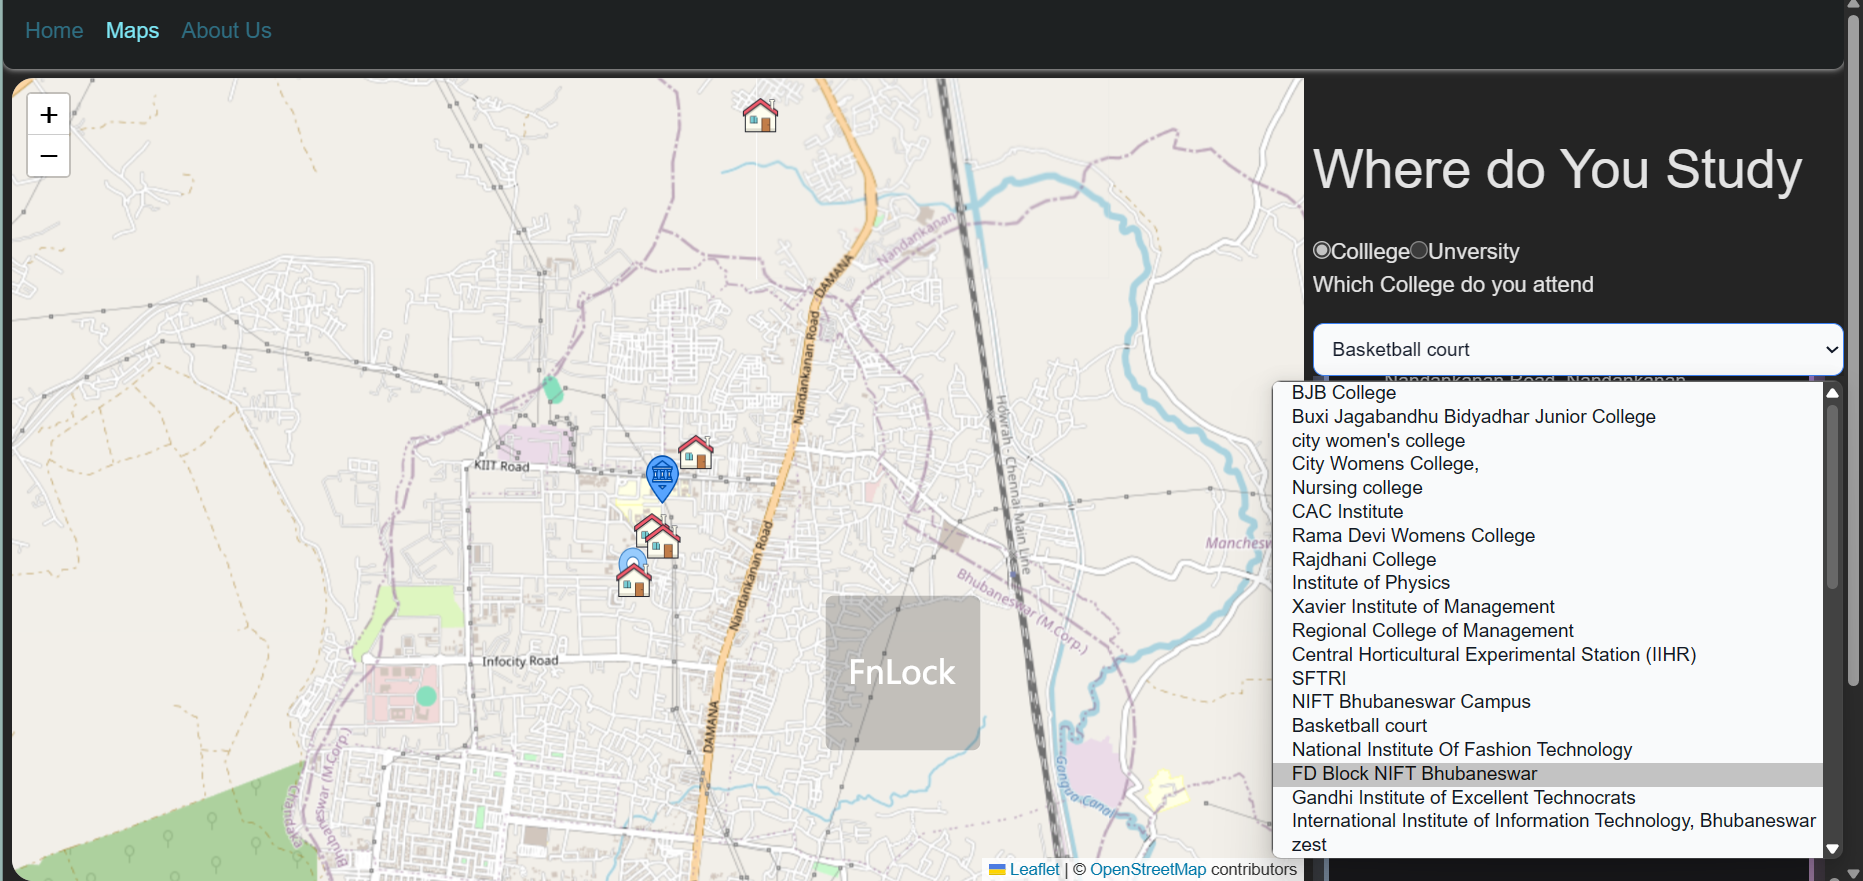 Home Maps About Us
+
−
Where do You Study
Colllege Unversity
Which College do you attend
Basketball court
Nandankanan Road, Nandankanan
BJB College
Buxi Jagabandhu Bidyadhar Junior College
city women's college
City Womens College,
Nursing college
CAC Institute
Rama Devi Womens College
Rajdhani College
Institute of Physics
Xavier Institute of Management
Regional College of Management
Central Horticultural Experimental Station (IIHR)
SFTRI
NIFT Bhubaneswar Campus
Basketball court
National Institute Of Fashion Technology
FD Block NIFT Bhubaneswar
Gandhi Institute of Excellent Technocrats
International Institute of Information Technology, Bhubaneswar
zest
DAMANA
Nandankanan
Nandankanan Road
KIIT Road
Howrah - Chennai Main Line
Manchesw
Nandankanan Road
Bhubaneswar (M.Corp.)
Infocity Road
FnLock
DAMANA
Bhubaneswar (M.Corp.)
Gangua Canal
Leaflet | © OpenStreetMap contributors